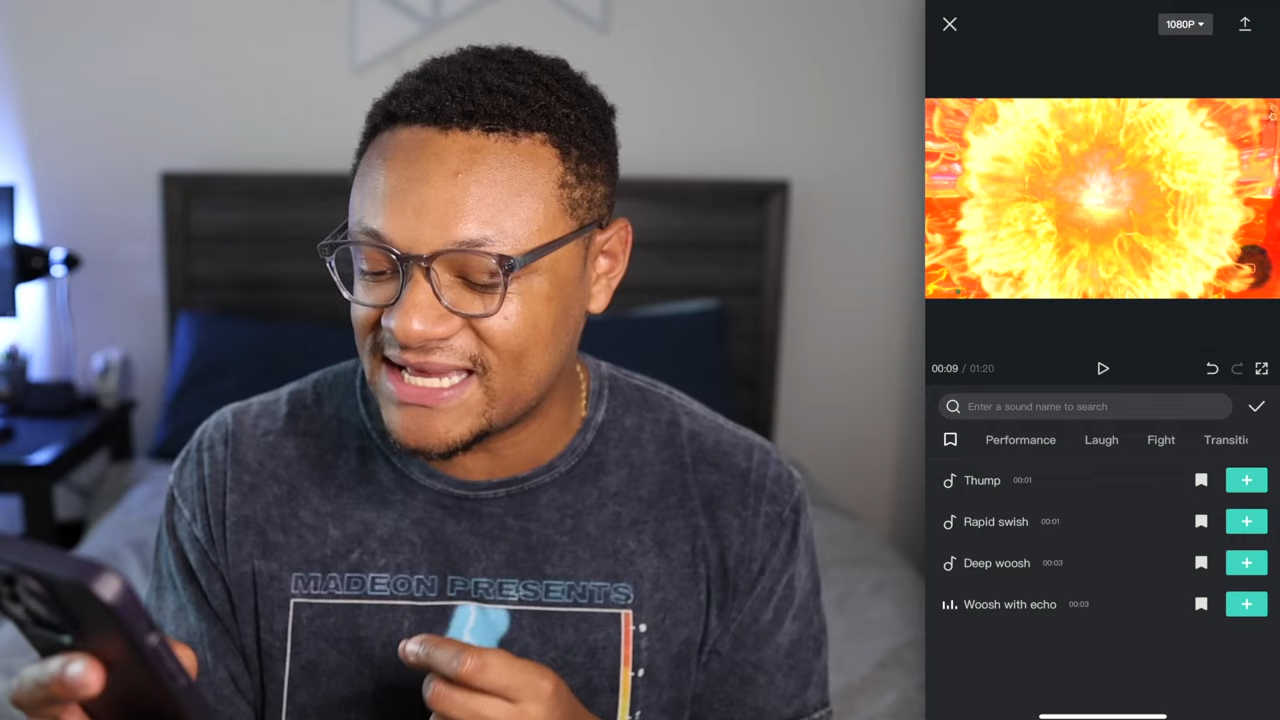 MADEON PRESENTS
1080P
00:09 / 01:20
Enter a sound name to search
Performance Laugh Fight Transiti
Thump 00:01
Rapid swish 00:01
Deep woosh 00:03
Woosh with echo 00:03